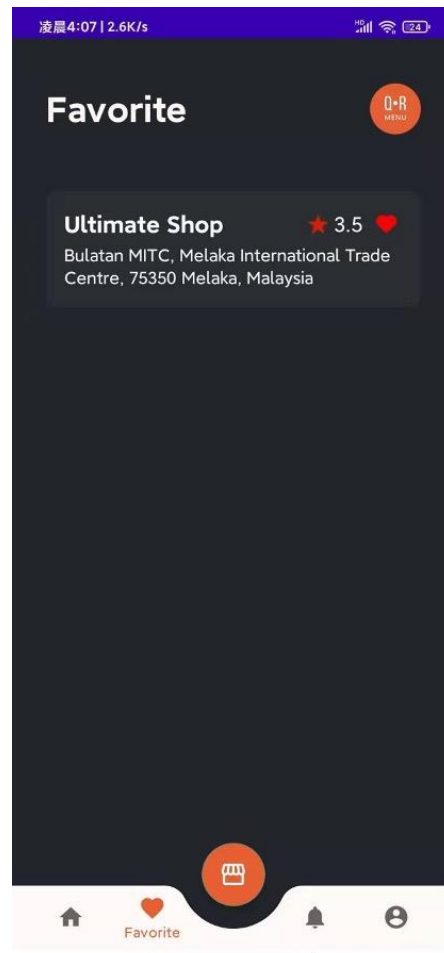 凌晨4:07 | 2.6K/s HD 24
Favorite
Q•R
MENU
Ultimate Shop 3.5
Bulatan MITC, Melaka International Trade
Centre, 75350 Melaka, Malaysia
Favorite